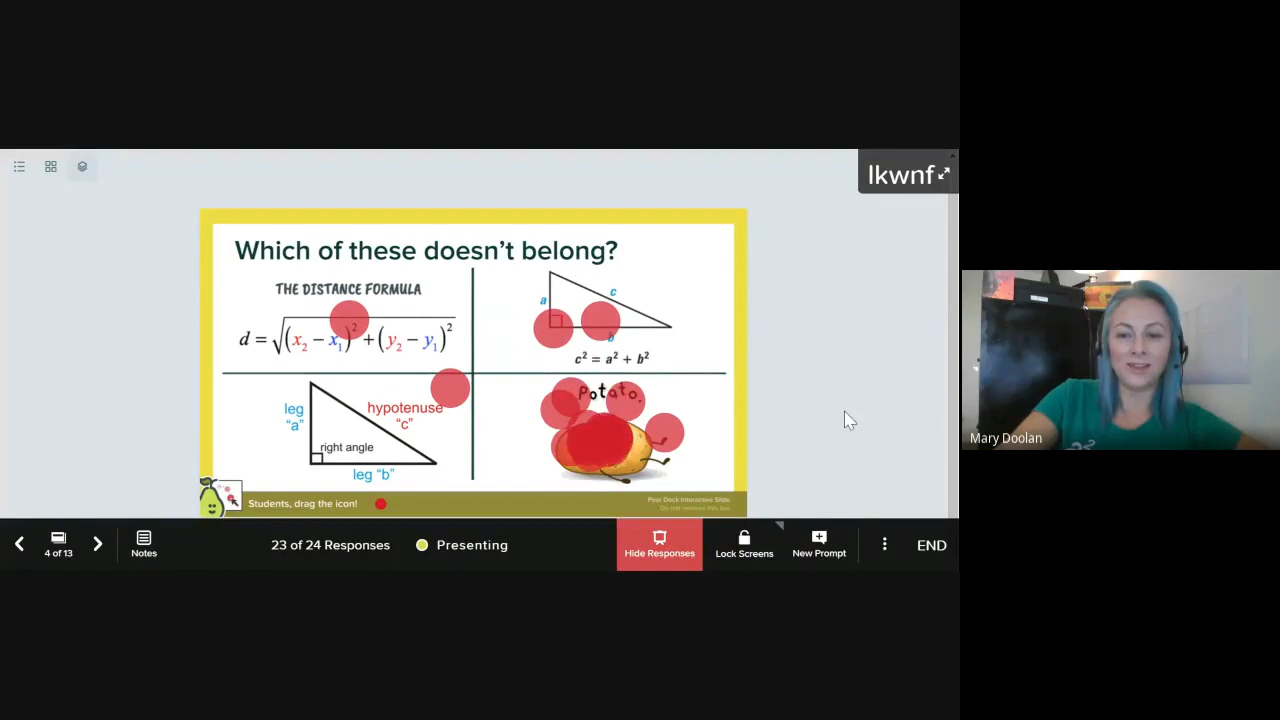 lkwnf
Which of these doesn't belong?
THE DISTANCE FORMULA
d = √(x₂ − x₁)² + (y₂ − y₁)²
a
c
b
c² = a² + b²
leg
"a"
hypotenuse
"c"
right angle
leg "b"
Potato.
Students, drag the icon!
Pear Deck Interactive Slide
Do not remove this bar
Mary Doolan
4 of 13
Notes
23 of 24 Responses
Presenting
Hide Responses
Lock Screens
New Prompt
END